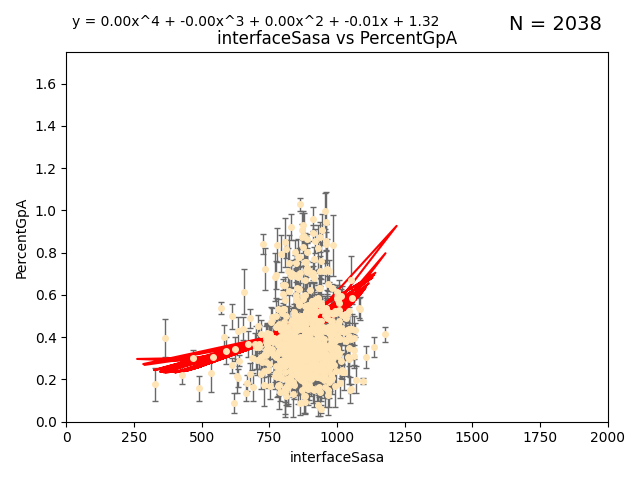 y = 0.00x^4 + -0.00x^3 + 0.00x^2 + -0.01x + 1.32
N = 2038
interfaceSasa vs PercentGpA
PercentGpA
1.6
1.4
1.2
1.0
0.8
0.6
0.4
0.2
0.0
0 250 500 750 1000 1250 1500 1750 2000
interfaceSasa